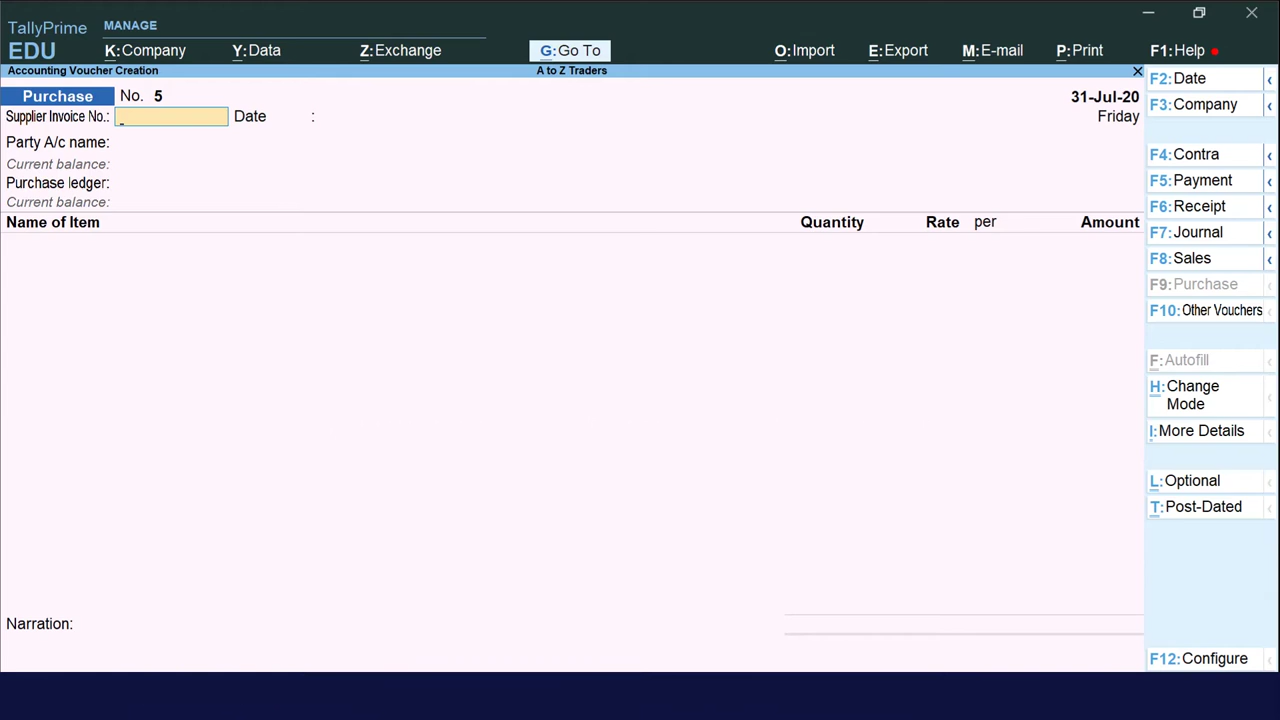 TallyPrime MANAGE
EDU K:Company Y:Data Z:Exchange G:Go To O:Import E:Export M:E-mail P:Print F1:Help
Accounting Voucher Creation A to Z Traders
Purchase No. 5 31-Jul-20
Supplier Invoice No.: Date : Friday
Party A/c name:
Current balance:
Purchase ledger:
Current balance:
Name of Item Quantity Rate per Amount
Narration:
F2:Date
F3:Company
F4:Contra
F5:Payment
F6:Receipt
F7:Journal
F8:Sales
F9:Purchase
F10:Other Vouchers
F:Autofill
H:Change
Mode
I:More Details
L:Optional
T:Post-Dated
F12:Configure